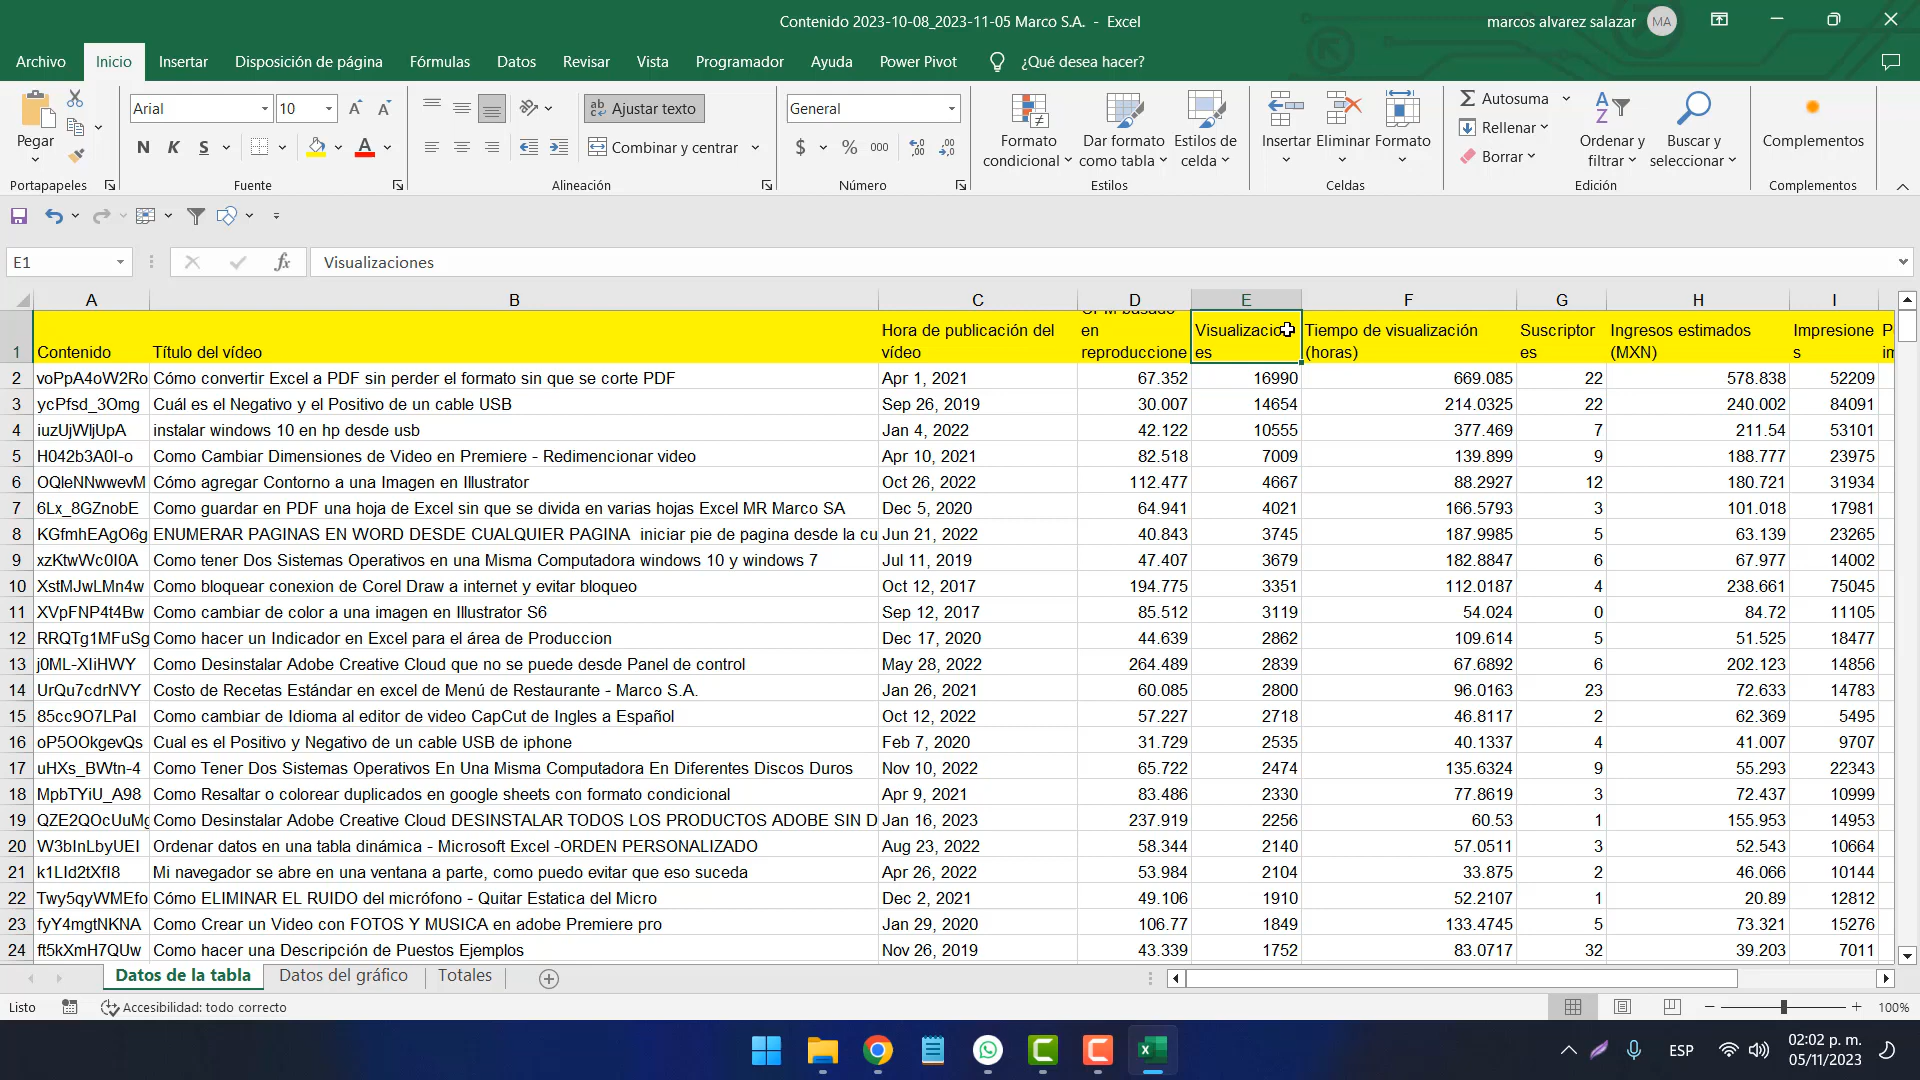 Contenido 2023-10-08_2023-11-05 Marco S.A. - Excel
marcos alvarez salazar MA
Archivo Inicio Insertar Disposición de página Fórmulas Datos Revisar Vista Programador Ayuda Power Pivot ¿Qué desea hacer?
Pegar
Portapapeles
Arial 10
N K S
Fuente
Ajustar texto
Combinar y centrar
Alineación
General
$ % 000
Número
Formato condicional
Dar formato como tabla
Estilos de celda
Estilos
Insertar Eliminar Formato
Celdas
Autosuma
Rellenar
Borrar
Ordenar y filtrar
Buscar y seleccionar
Edición
Complementos
Complementos
E1 fx Visualizaciones
A B C D E F G H I
1 Contenido Título del vídeo Hora de publicación del vídeo en reproduccione Visualizacio es Tiempo de visualización (horas) Suscriptor es Ingresos estimados (MXN) Impresione s
2 voPpA4oW2Ro Cómo convertir Excel a PDF sin perder el formato sin que se corte PDF Apr 1, 2021 67.352 16990 669.085 22 578.838 52209
3 ycPfsd_3Omg Cuál es el Negativo y el Positivo de un cable USB Sep 26, 2019 30.007 14654 214.0325 22 240.002 84091
4 iuzUjWljUpA instalar windows 10 en hp desde usb Jan 4, 2022 42.122 10555 377.469 7 211.54 53101
5 H042b3A0I-o Como Cambiar Dimensiones de Video en Premiere - Redimencionar video Apr 10, 2021 82.518 7009 139.899 9 188.777 23975
6 OQleNNwwevM Cómo agregar Contorno a una Imagen en Illustrator Oct 26, 2022 112.477 4667 88.2927 12 180.721 31934
7 6Lx_8GZnobE Como guardar en PDF una hoja de Excel sin que se divida en varias hojas Excel MR Marco SA Dec 5, 2020 64.941 4021 166.5793 3 101.018 17981
8 KGfmhEAgO6g ENUMERAR PAGINAS EN WORD DESDE CUALQUIER PAGINA iniciar pie de pagina desde la cu Jun 21, 2022 40.843 3745 187.9985 5 63.139 23265
9 xzKtwWc0I0A Como tener Dos Sistemas Operativos en una Misma Computadora windows 10 y windows 7 Jul 11, 2019 47.407 3679 182.8847 6 67.977 14002
10 XstMJwLMn4w Como bloquear conexion de Corel Draw a internet y evitar bloqueo Oct 12, 2017 194.775 3351 112.0187 4 238.661 75045
11 XVpFNP4t4Bw Como cambiar de color a una imagen en Illustrator S6 Sep 12, 2017 85.512 3119 54.024 0 84.72 11105
12 RRQTg1MFuSg Como hacer un Indicador en Excel para el área de Produccion Dec 17, 2020 44.639 2862 109.614 5 51.525 18477
13 j0ML-XIiHWY Como Desinstalar Adobe Creative Cloud que no se puede desde Panel de control May 28, 2022 264.489 2839 67.6892 6 202.123 14856
14 UrQu7cdrNVY Costo de Recetas Estándar en excel de Menú de Restaurante - Marco S.A. Jan 26, 2021 60.085 2800 96.0163 23 72.633 14783
15 85cc9O7LPaI Como cambiar de Idioma al editor de video CapCut de Ingles a Español Oct 12, 2022 57.227 2718 46.8117 2 62.369 5495
16 oP5OOkgevQs Cual es el Positivo y Negativo de un cable USB de iphone Feb 7, 2020 31.729 2535 40.1337 4 41.007 9707
17 uHXs_BWtn-4 Como Tener Dos Sistemas Operativos En Una Misma Computadora En Diferentes Discos Duros Nov 10, 2022 65.722 2474 135.6324 9 55.293 22343
18 MpbTYiU_A98 Como Resaltar o colorear duplicados en google sheets con formato condicional Apr 9, 2021 83.486 2330 77.8619 3 72.437 10999
19 QZE2QOcUuMg Como Desinstalar Adobe Creative Cloud DESINSTALAR TODOS LOS PRODUCTOS ADOBE SIN D Jan 16, 2023 237.919 2256 60.53 1 155.953 14953
20 W3bInLbyUEI Ordenar datos en una tabla dinámica - Microsoft Excel -ORDEN PERSONALIZADO Aug 23, 2022 58.344 2140 57.0511 3 52.543 10664
21 k1LId2tXfI8 Mi navegador se abre en una ventana a parte, como puedo evitar que eso suceda Apr 26, 2022 53.984 2104 33.875 2 46.066 10144
22 Twy5qyWMEfo Cómo ELIMINAR EL RUIDO del micrófono - Quitar Estatica del Micro Dec 2, 2021 49.106 1910 52.2107 1 20.89 12812
23 fyY4mgtNKNA Como Crear un Video con FOTOS Y MUSICA en adobe Premiere pro Jan 29, 2020 106.77 1849 133.4745 5 73.321 15276
24 ft5kXmH7QUw Como hacer una Descripción de Puestos Ejemplos Nov 26, 2019 43.339 1752 83.0717 32 39.203 7011
Datos de la tabla Datos del gráfico Totales
Listo Accesibilidad: todo correcto 100%
ESP 02:02 p. m.
05/11/2023